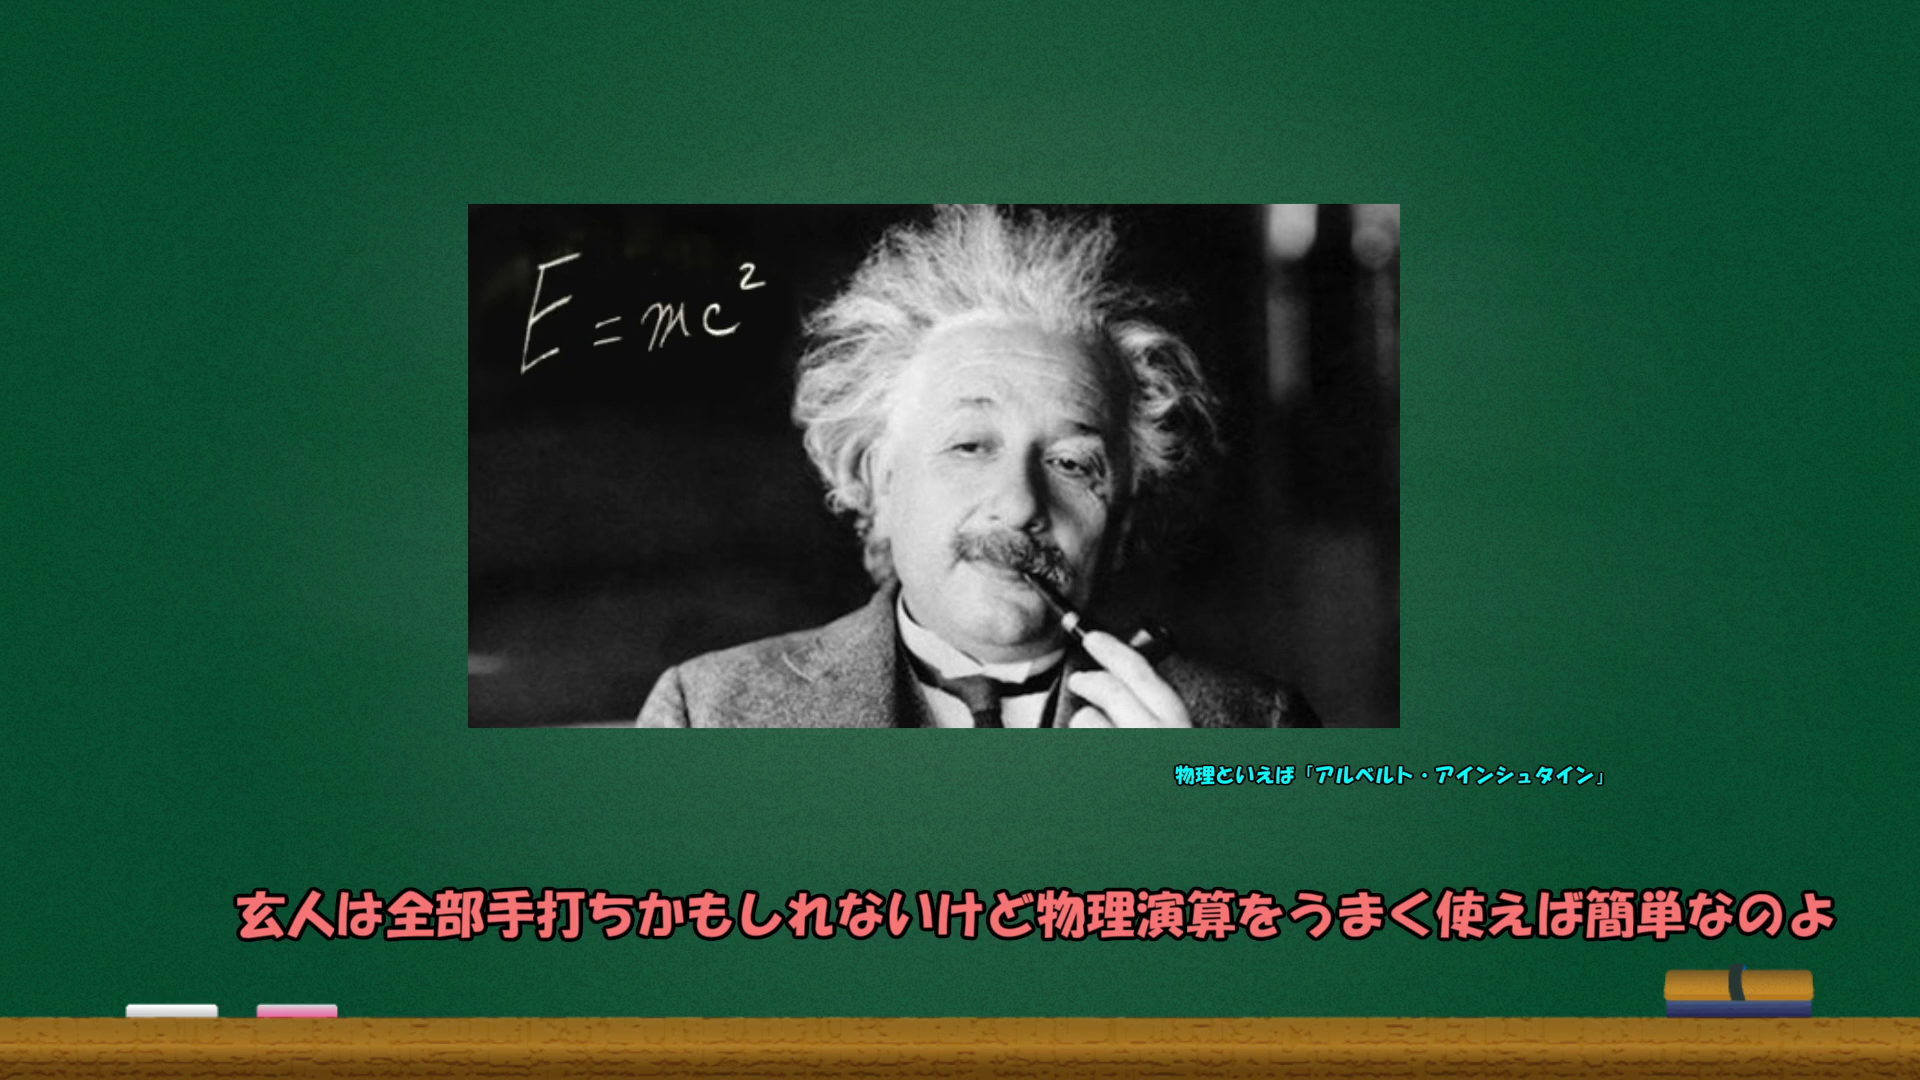 E=mc²
物理といえば「アルベルト・アインシュタイン」
玄人は全部手打ちかもしれないけど物理演算をうまく使えば簡単なのよ